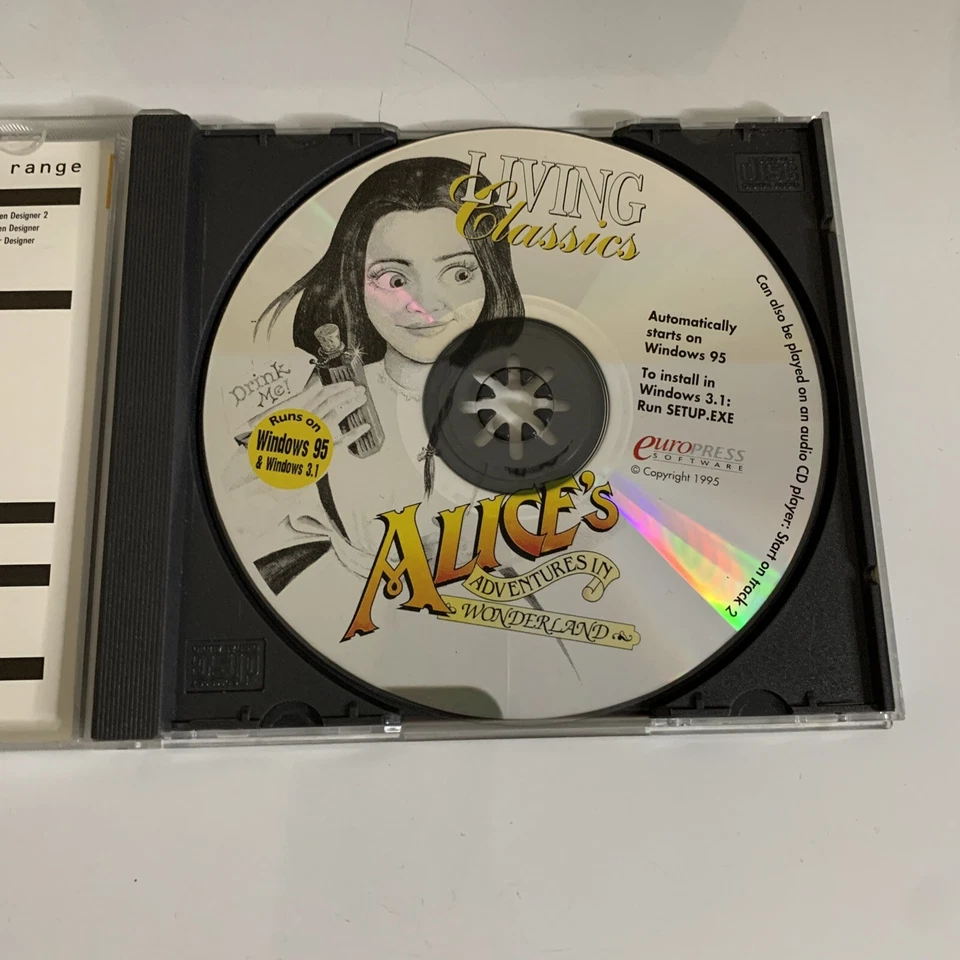 range
en Designer 2
en Designer
r Designer
LIVING
Classics
Automatically
starts on
Windows 95
To install in
Windows 3.1:
Run SETUP.EXE
euroPRESS
SOFTWARE
© Copyright 1995
Can also be played on an audio CD player: Start on track 2
Drink
Me!
Runs on
Windows 95
& Windows 3.1
ALICE'S
ADVENTURES IN
WONDERLAND
disc
disc